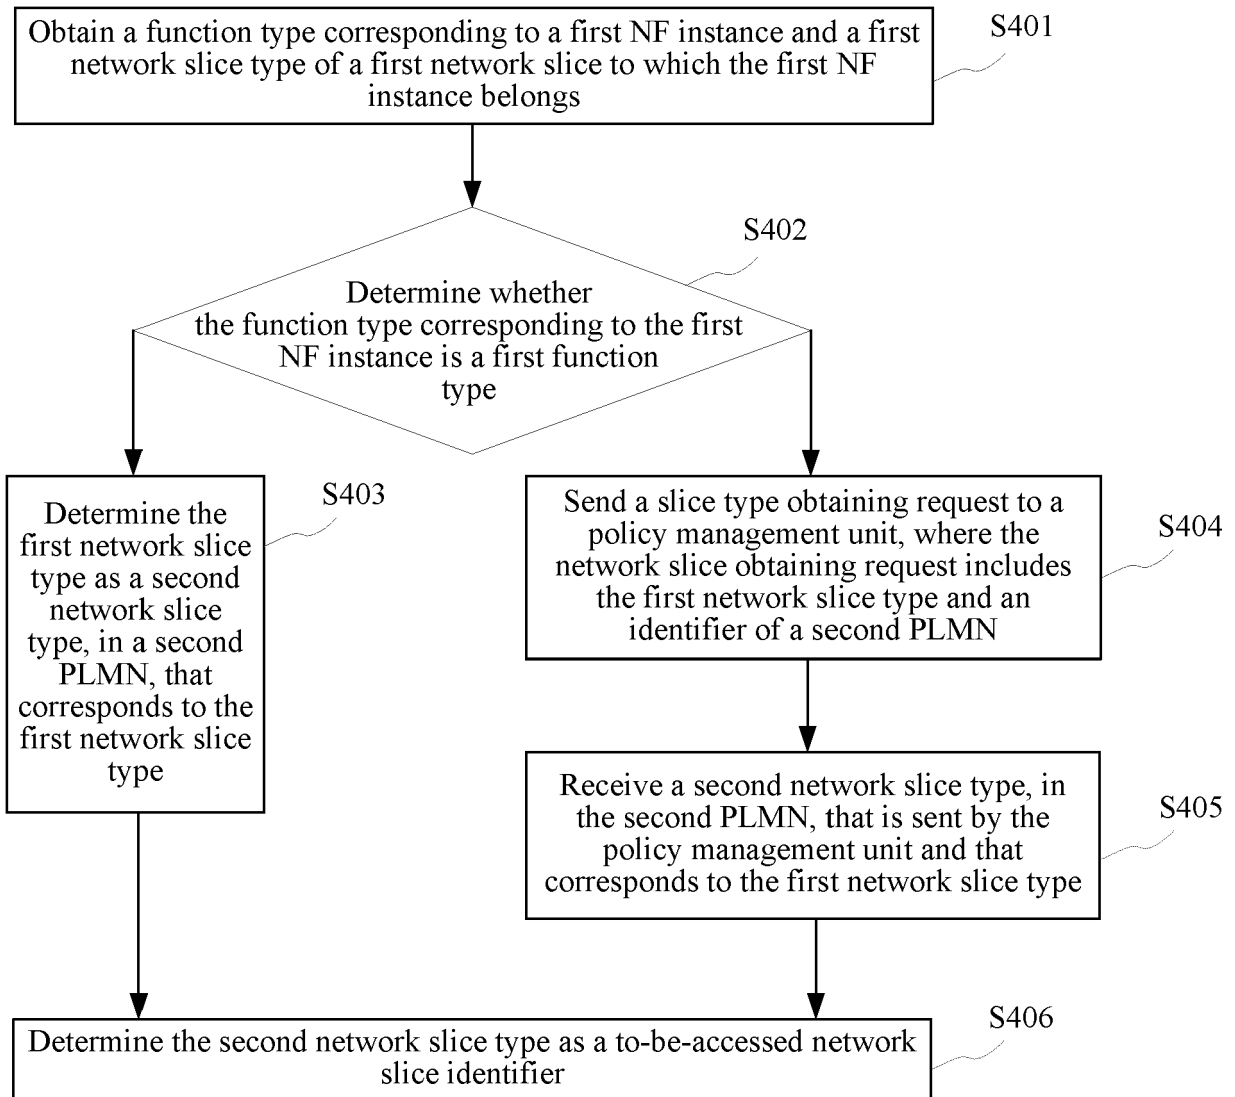 Obtain a function type corresponding to a first NF instance and a first
network slice type of a first network slice to which the first NF
instance belongs
S401
S402
Determine whether
the function type corresponding to the first
NF instance is a first function
type
Determine the
first network slice
type as a second
network slice
type, in a second
PLMN, that
corresponds to the
first network slice
type
S403
Send a slice type obtaining request to a
policy management unit, where the
network slice obtaining request includes
the first network slice type and an
identifier of a second PLMN
S404
Receive a second network slice type, in
the second PLMN, that is sent by the
policy management unit and that
corresponds to the first network slice type
S405
Determine the second network slice type as a to-be-accessed network
slice identifier
S406